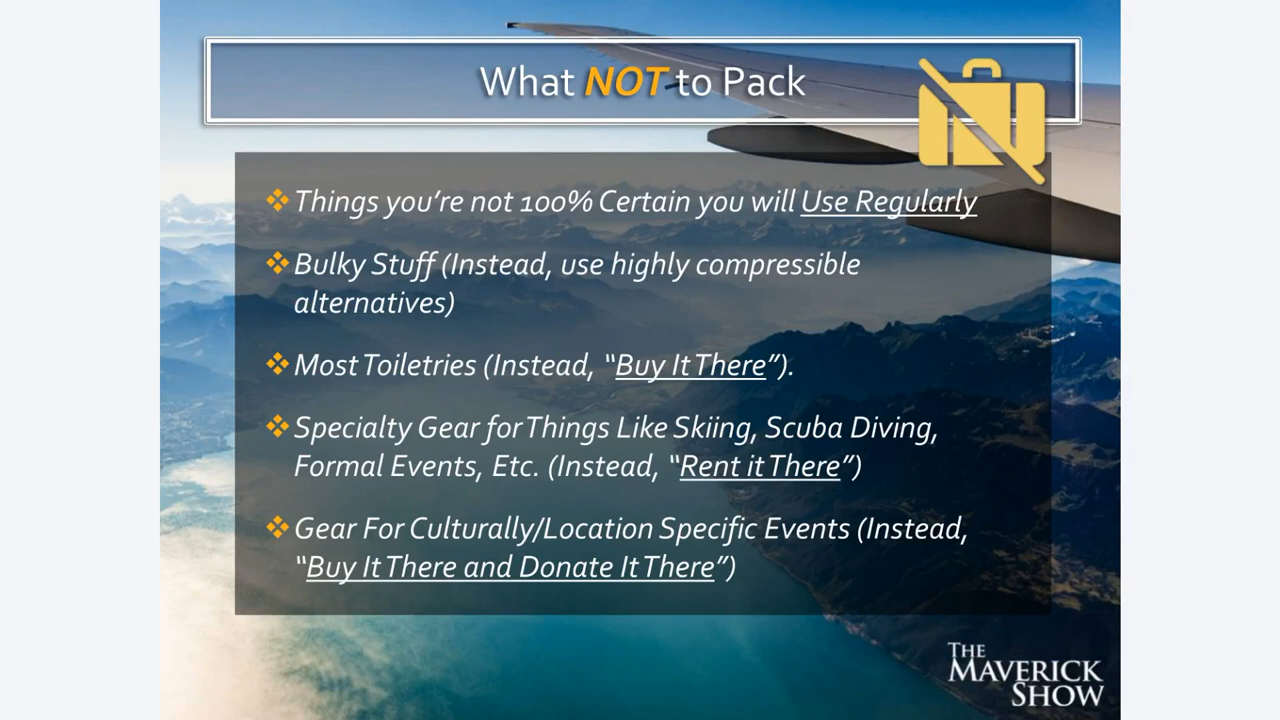 What NOT to Pack
Things you're not 100% Certain you will Use Regularly
Bulky Stuff (Instead, use highly compressible
alternatives)
Most Toiletries (Instead, "Buy It There").
Specialty Gear for Things Like Skiing, Scuba Diving,
Formal Events, Etc. (Instead, "Rent it There")
Gear For Culturally/Location Specific Events (Instead,
"Buy It There and Donate It There")
THE
MAVERICK
SHOW